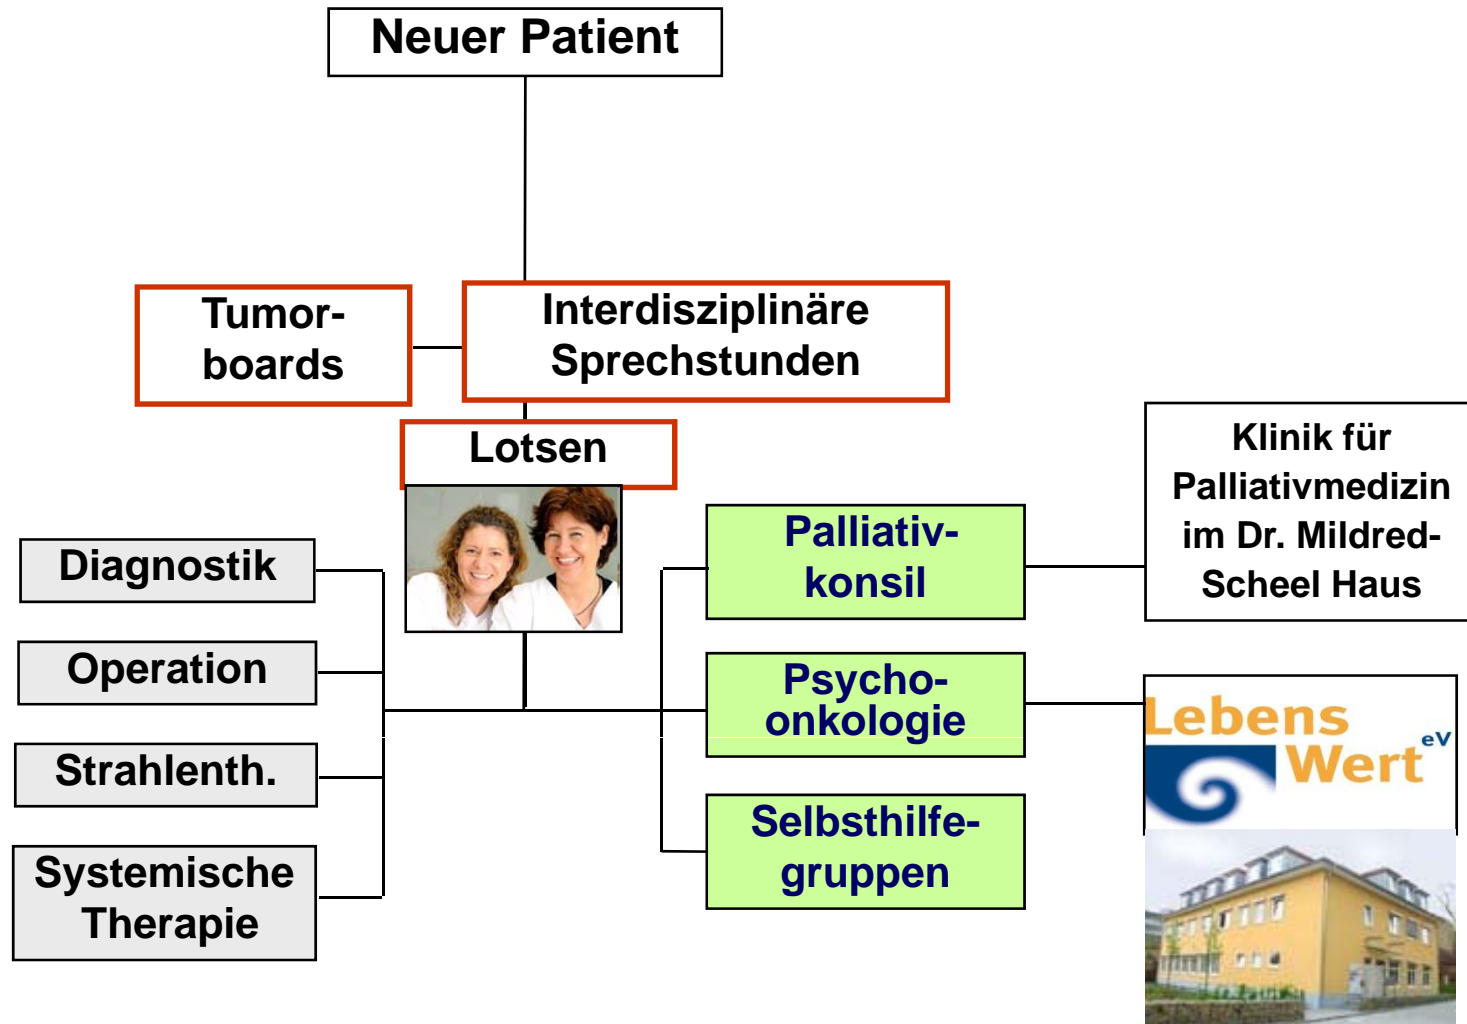 Neuer Patient
Tumor-
boards
Interdisziplinäre
Sprechstunden
Lotsen
Diagnostik
Operation
Strahlenth.
Systemische
Therapie
Palliativ-
konsil
Psycho-
onkologie
Selbsthilfe-
gruppen
Klinik für
Palliativmedizin
im Dr. Mildred-
Scheel Haus
Lebens
Wert eV